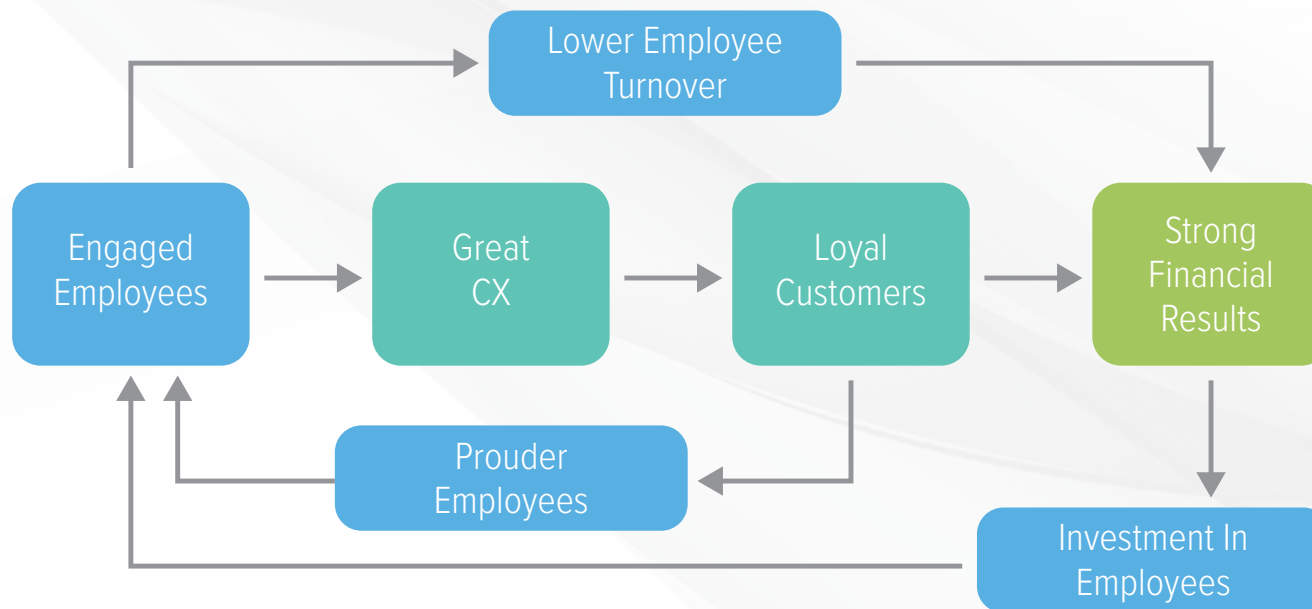 Lower Employee
Turnover
Engaged
Employees
Great
CX
Loyal
Customers
Strong
Financial
Results
Prouder
Employees
Investment In
Employees